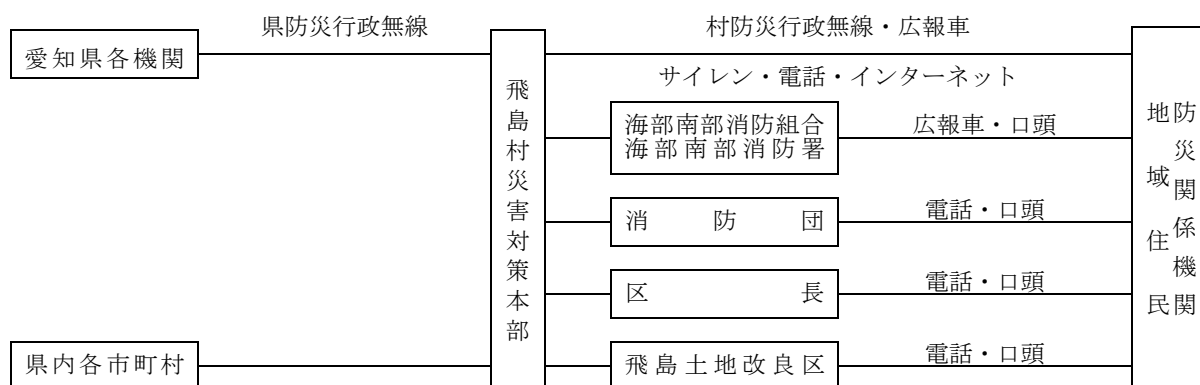 県防災行政無線
村防災行政無線・広報車
愛知県各機関
サイレン・電話・インターネット
飛島村災害対策本部
海部南部消防組合
海部南部消防署
広報車・口頭
消防団
電話・口頭
区長
電話・口頭
県内各市町村
飛島土地改良区
電話・口頭
防災関係機関
地域住民